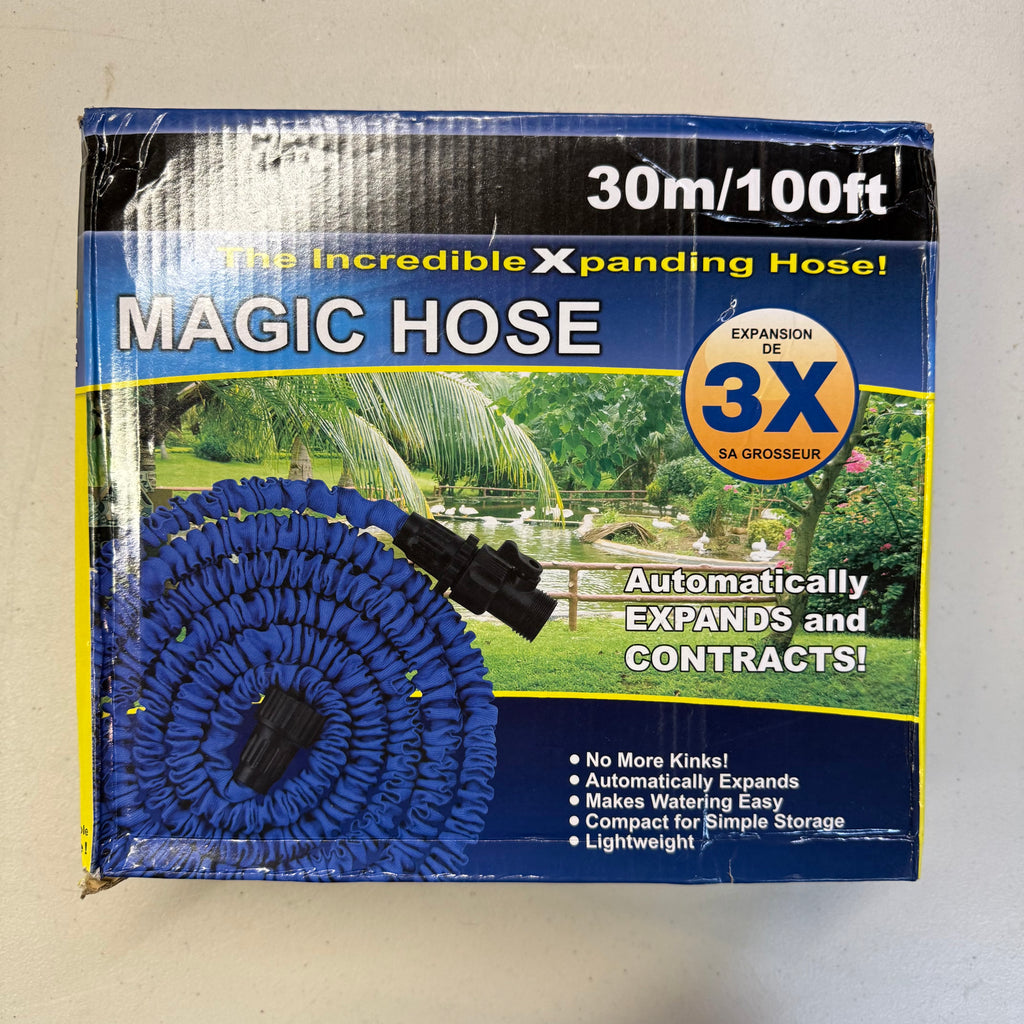 30m/100ft
The Incredible Xpanding Hose!
MAGIC HOSE
EXPANSION
DE
3X
SA GROSSEUR
Automatically
EXPANDS and
CONTRACTS!
• No More Kinks!
• Automatically Expands
• Makes Watering Easy
• Compact for Simple Storage
• Lightweight